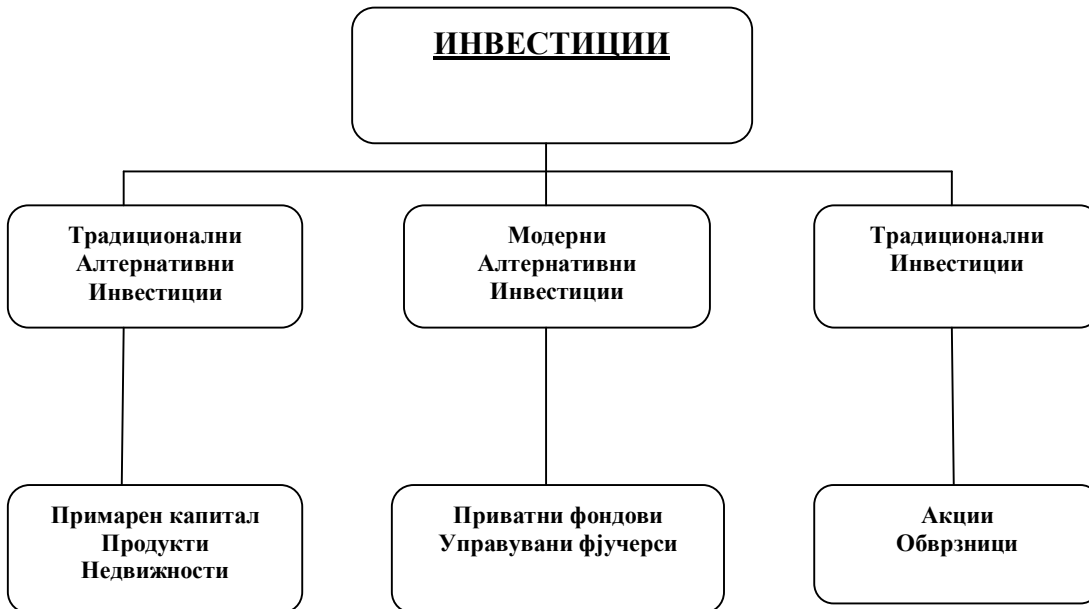 ИНВЕСТИЦИИ
Традиционални
Алтернативни
Инвестиции
Модерни
Алтернативни
Инвестиции
Традиционални
Инвестиции
Примарен капитал
Продукти
Недвижности
Приватни фондови
Управувани фјучерси
Акции
Обврзници